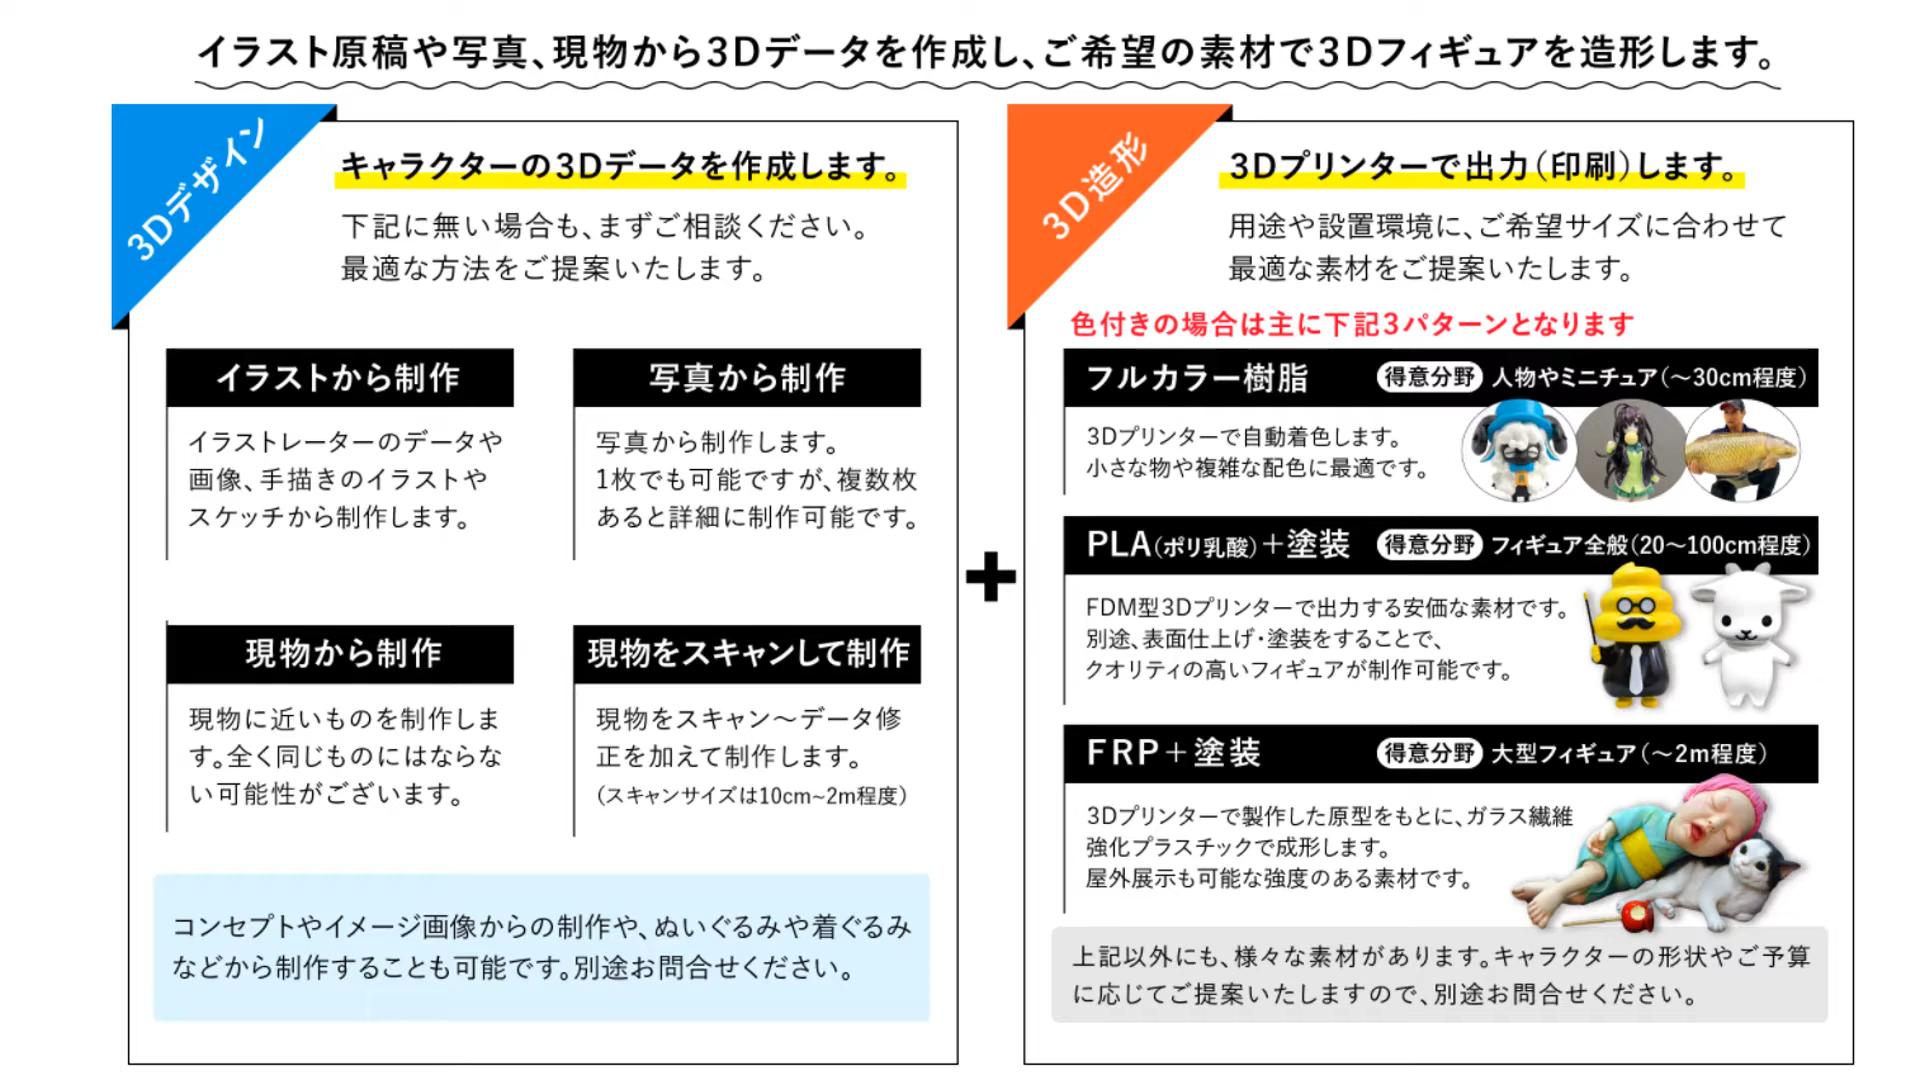 イラスト原稿や写真、現物から3Dデータを作成し、ご希望の素材で3Dフィギュアを造形します。
3Dデザイン
キャラクターの3Dデータを作成します。
下記に無い場合も、まずご相談ください。
最適な方法をご提案いたします。
イラストから制作
イラストレーターのデータや
画像、手描きのイラストや
スケッチから制作します。
写真から制作
写真から制作します。
1枚でも可能ですが、複数枚
あると詳細に制作可能です。
現物から制作
現物に近いものを制作しま
す。全く同じものにはならな
い可能性がございます。
現物をスキャンして制作
現物をスキャン～データ修
正を加えて制作します。
（スキャンサイズは10cm~2m程度）
コンセプトやイメージ画像からの制作や、ぬいぐるみや着ぐるみ
などから制作することも可能です。別途お問合せください。
+
3D造形
3Dプリンターで出力（印刷）します。
用途や設置環境に、ご希望サイズに合わせて
最適な素材をご提案いたします。
色付きの場合は主に下記3パターンとなります
フルカラー樹脂 得意分野 人物やミニチュア（～30cm程度）
3Dプリンターで自動着色します。
小さな物や複雑な配色に最適です。
PLA（ポリ乳酸）＋塗装 得意分野 フィギュア全般（20～100cm程度）
FDM型3Dプリンターで出力する安価な素材です。
別途、表面仕上げ・塗装をすることで、
クオリティの高いフィギュアが制作可能です。
FRP＋塗装 得意分野 大型フィギュア（～2m程度）
3Dプリンターで製作した原型をもとに、ガラス繊維
強化プラスチックで成形します。
屋外展示も可能な強度のある素材です。
上記以外にも、様々な素材があります。キャラクターの形状やご予算
に応じてご提案いたしますので、別途お問合せください。